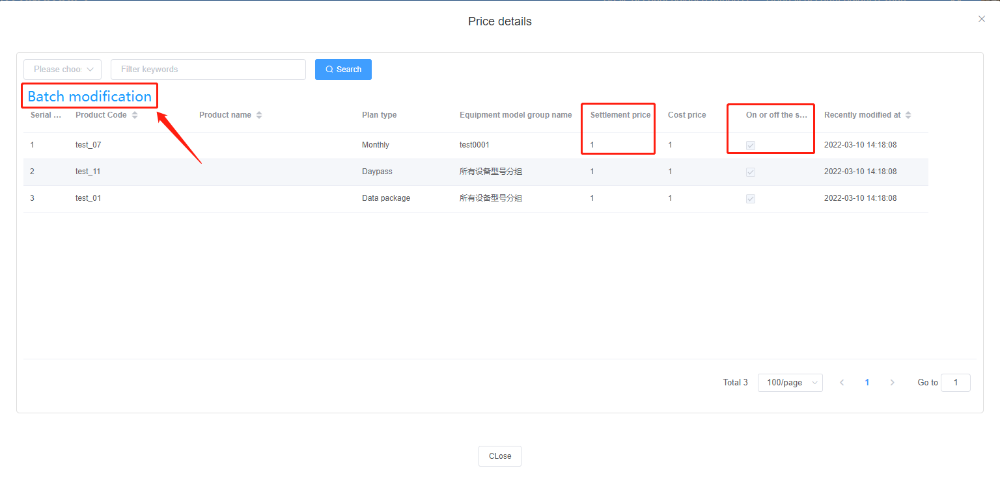 Price details
Please choo
Filter keywords
Search
Batch modification
Serial ... Product Code Product name Plan type Equipment model group name Settlement price Cost price On or off the s... Recently modified at
1 test_07 Monthly test0001 1 1 2022-03-10 14:18:08
2 test_11 Daypass 所有设备型号分组 1 1 2022-03-10 14:18:08
3 test_01 Data package 所有设备型号分组 1 1 2022-03-10 14:18:08
Total 3 100/page 1 Go to 1
CLose